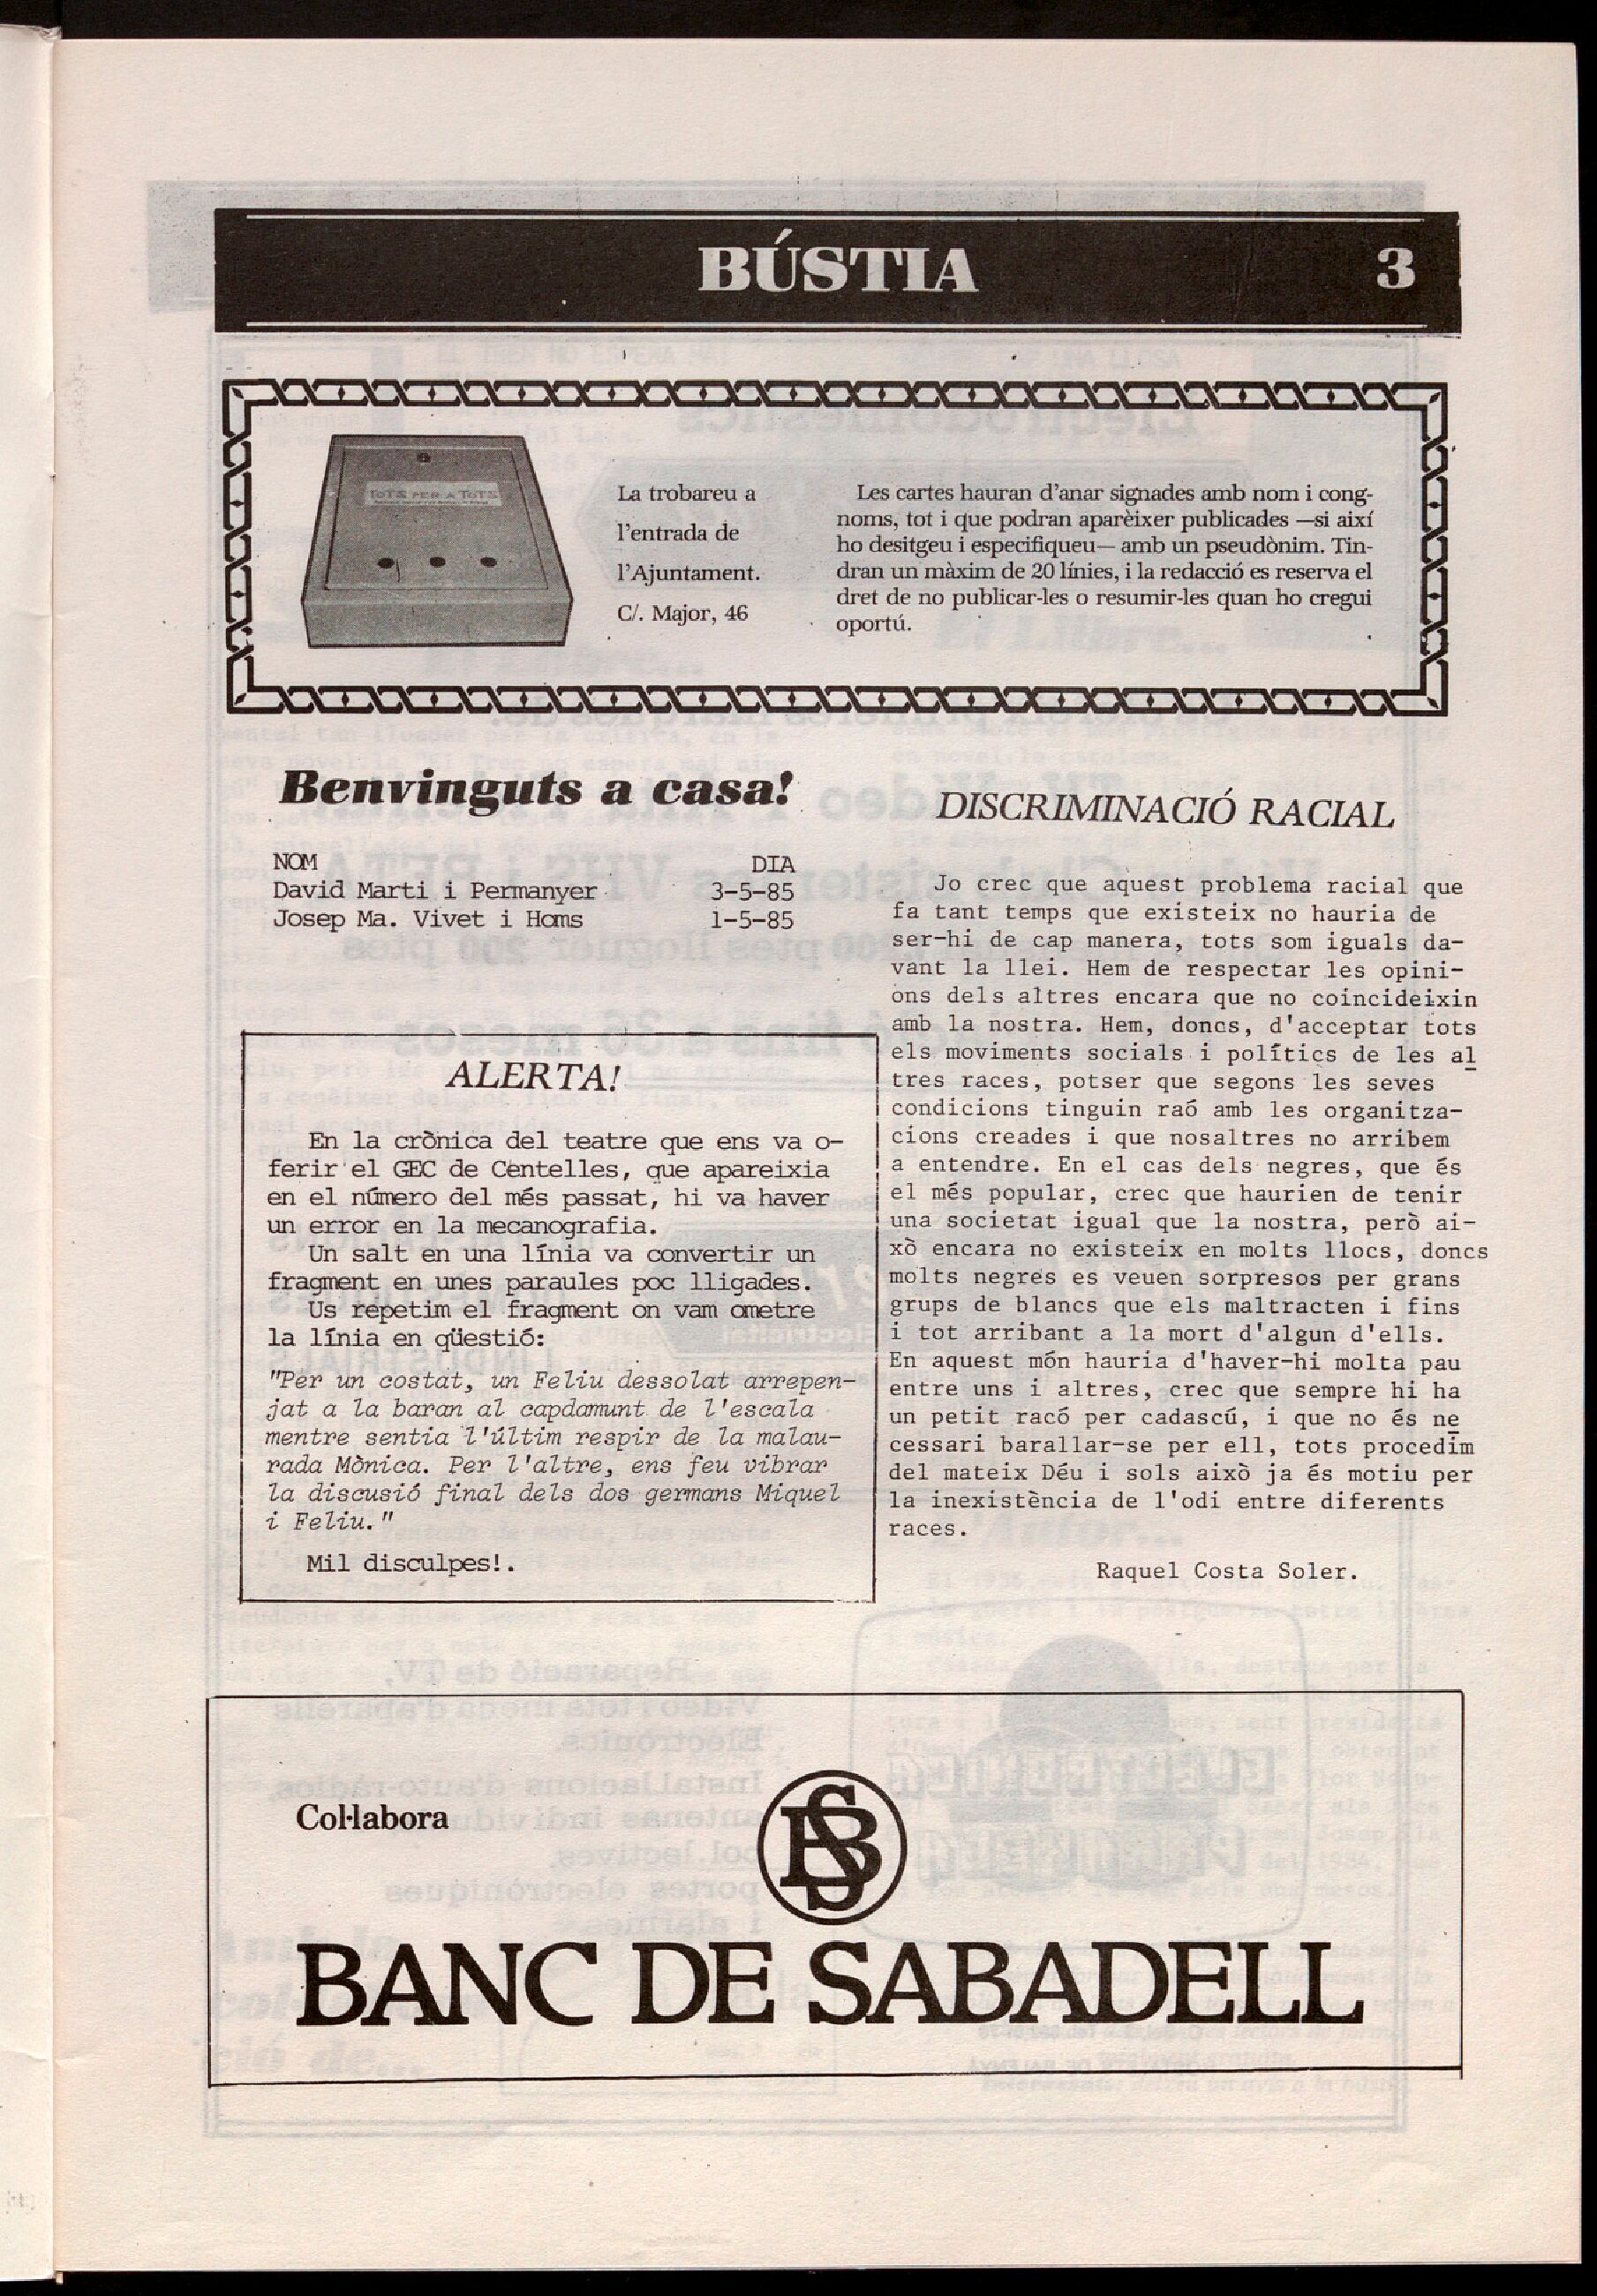 BÚSTIA 3
TOTS PER A TOTS
La trobareu a
l'entrada de
l'Ajuntament.
C/. Major, 46
Les cartes hauran d'anar signades amb nom i cong-
noms, tot i que podran aparèixer publicades —si així
ho desitgeu i especifiqueu— amb un pseudònim. Tin-
dran un màxim de 20 línies, i la redacció es reserva el
dret de no publicar-les o resumir-les quan ho cregui
oportú.
Benvinguts a casa!
NOM DIA
David Marti i Permanyer 3-5-85
Josep Ma. Vivet i Homs 1-5-85
ALERTA!
En la crònica del teatre que ens va o-
ferir el GEC de Centelles, que apareixia
en el número del més passat, hi va haver
un error en la mecanografia.
Un salt en una línia va convertir un
fragment en unes paraules poc lligades.
Us repetim el fragment on vam ometre
la línia en qüestió:
"Per un costat, un Feliu dessolat arrepen-
jat a la baran al capdamunt de l'escala
mentre sentia l'últim respir de la malau-
rada Mònica. Per l'altre, ens feu vibrar
la discusió final dels dos germans Miquel
i Feliu."
Mil disculpes!.
DISCRIMINACIÓ RACIAL
Jo crec que aquest problema racial que
fa tant temps que existeix no hauria de
ser-hi de cap manera, tots som iguals da-
vant la llei. Hem de respectar les opini-
ons dels altres encara que no coincideixin
amb la nostra. Hem, doncs, d'acceptar tots
els moviments socials i polítics de les al
tres races, potser que segons les seves
condicions tinguin raó amb les organitza-
cions creades i que nosaltres no arribem
a entendre. En el cas dels negres, que és
el més popular, crec que haurien de tenir
una societat igual que la nostra, però ai-
xò encara no existeix en molts llocs, doncs
molts negres es veuen sorpresos per grans
grups de blancs que els maltracten i fins
i tot arribant a la mort d'algun d'ells.
En aquest món hauria d'haver-hi molta pau
entre uns i altres, crec que sempre hi ha
un petit racó per cadascú, i que no és ne
cessari barallar-se per ell, tots procedim
del mateix Déu i sols això ja és motiu per
la inexistència de l'odi entre diferents
races.
Raquel Costa Soler.
Col·labora
BANC DE SABADELL